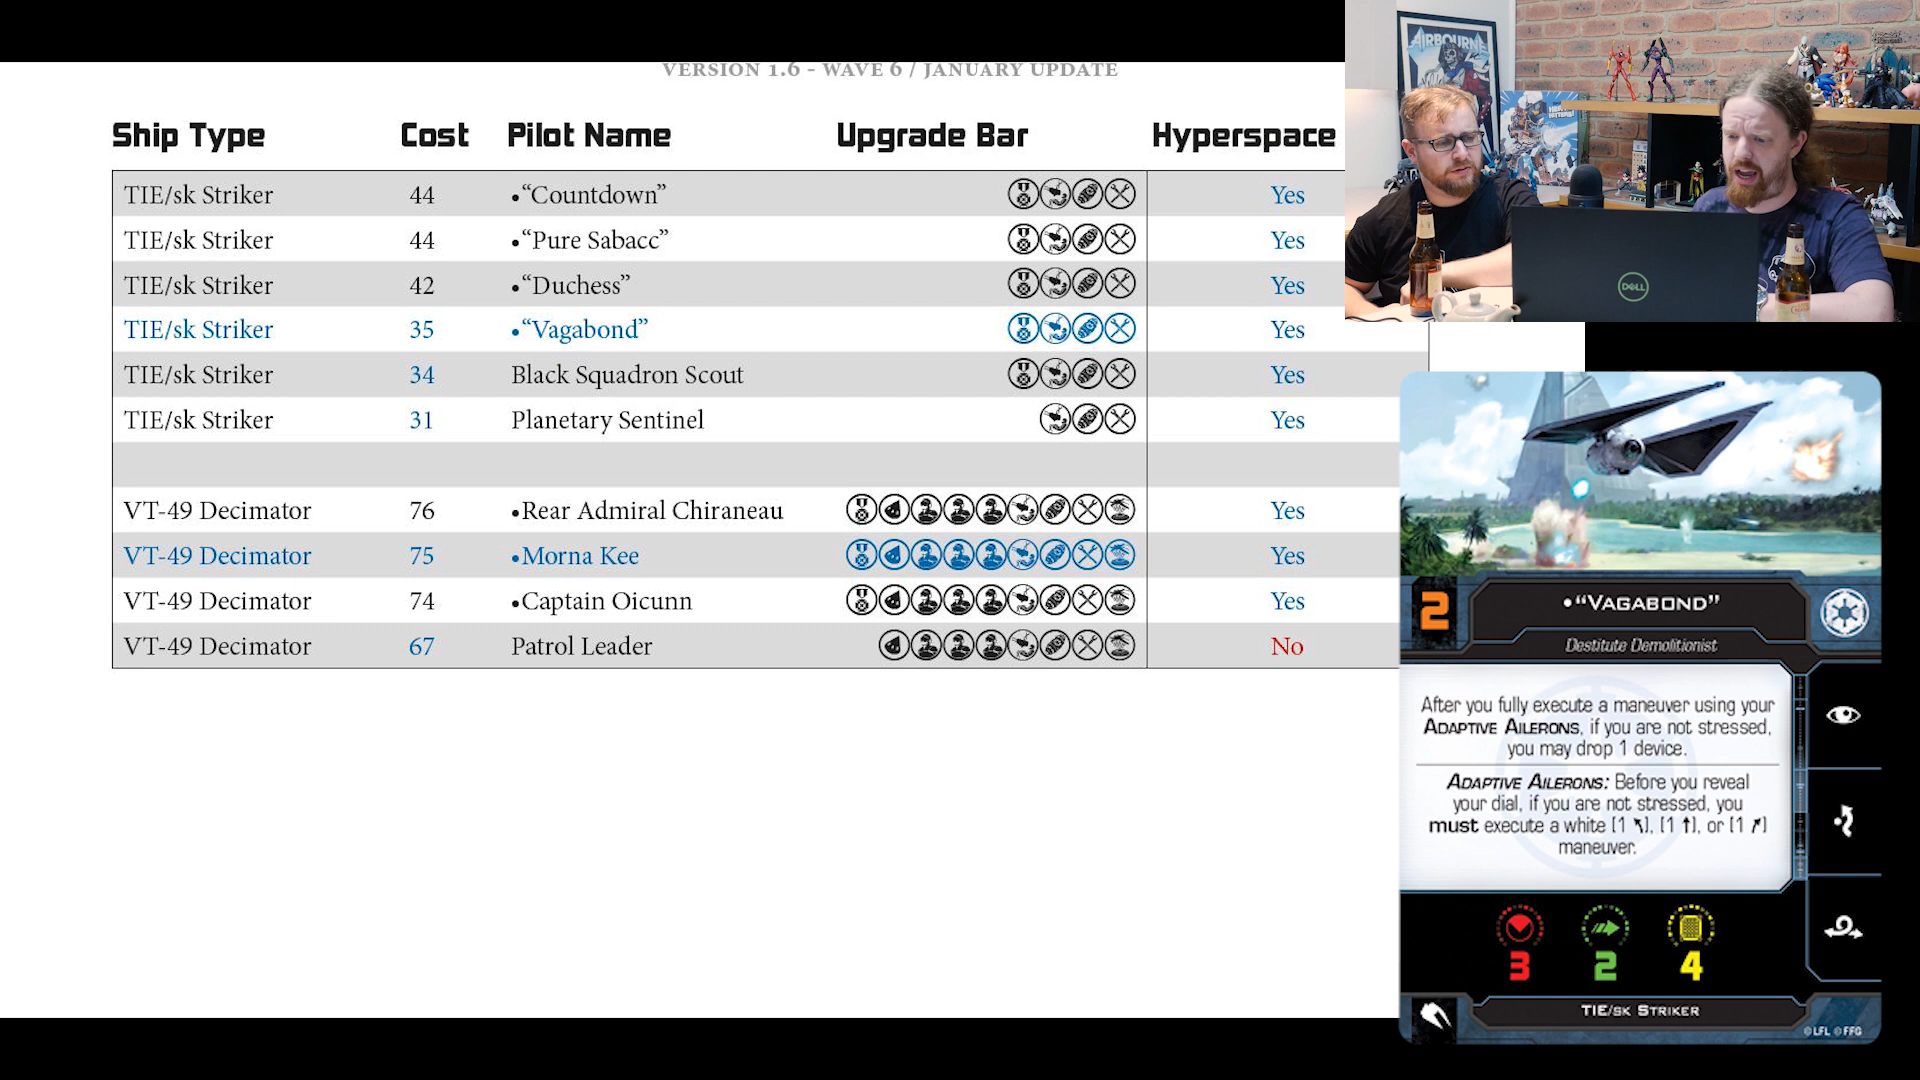 VERSION 1.6 - WAVE 6 / JANUARY UPDATE
Ship Type Cost Pilot Name Upgrade Bar Hyperspace
TIE/sk Striker 44 •“Countdown” Yes
TIE/sk Striker 44 •“Pure Sabacc” Yes
TIE/sk Striker 42 •“Duchess” Yes
TIE/sk Striker 35 •“Vagabond” Yes
TIE/sk Striker 34 Black Squadron Scout Yes
TIE/sk Striker 31 Planetary Sentinel Yes
VT-49 Decimator 76 •Rear Admiral Chiraneau Yes
VT-49 Decimator 75 •Morna Kee Yes
VT-49 Decimator 74 •Captain Oicunn Yes
VT-49 Decimator 67 Patrol Leader No
AIRBOURNE
DELL
2
•“VAGABOND”
Destitute Demolitionist
After you fully execute a maneuver using your
ADAPTIVE AILERONS, if you are not stressed,
you may drop 1 device.
ADAPTIVE AILERONS: Before you reveal
your dial, if you are not stressed, you
must execute a white [1 ↖], [1 ↑], or [1 ↗]
maneuver.
3 2 4
TIE/SK STRIKER
©LFL ©FFG